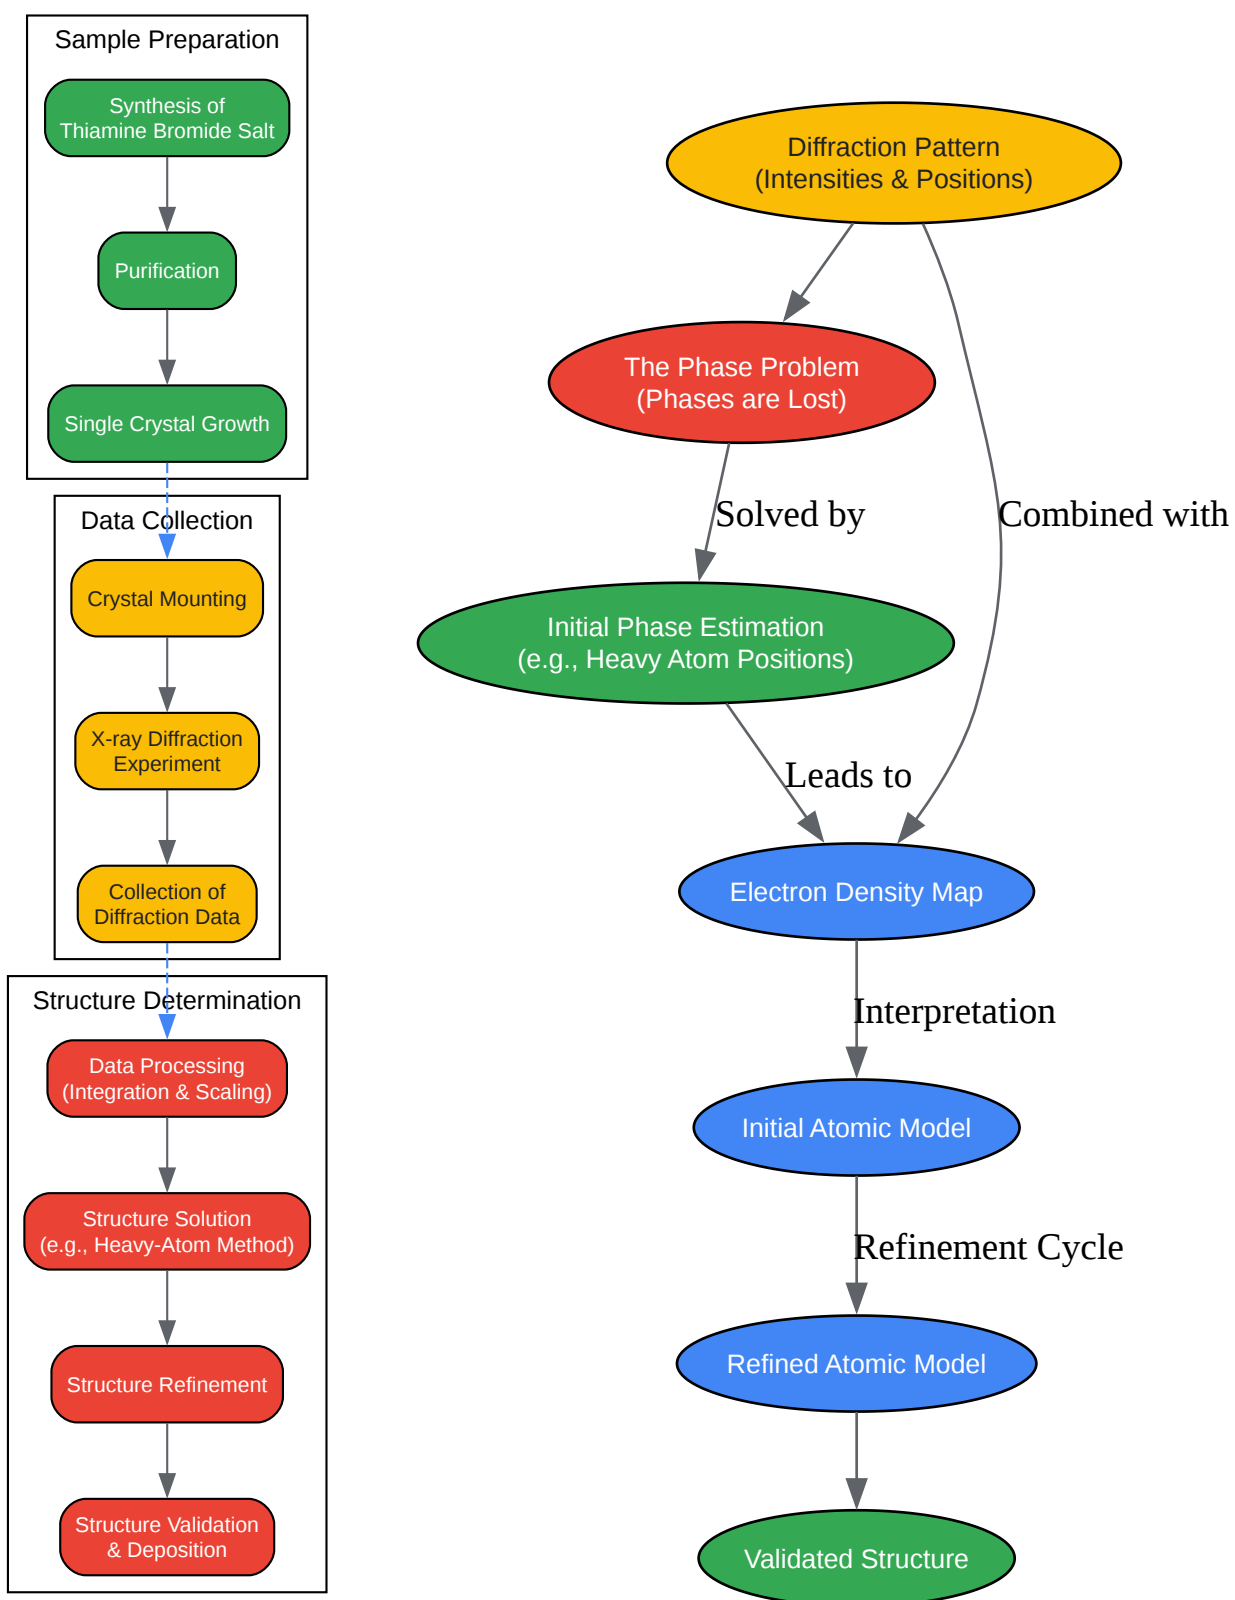 Sample Preparation
Synthesis of
Thiamine Bromide Salt
Purification
Single Crystal Growth
Data Collection
Crystal Mounting
X-ray Diffraction
Experiment
Collection of
Diffraction Data
Structure Determination
Data Processing
(Integration & Scaling)
Structure Solution
(e.g., Heavy-Atom Method)
Structure Refinement
Structure Validation
& Deposition
Diffraction Pattern
(Intensities & Positions)
The Phase Problem
(Phases are Lost)
Solved by
Combined with
Initial Phase Estimation
(e.g., Heavy Atom Positions)
Leads to
Electron Density Map
Interpretation
Initial Atomic Model
Refinement Cycle
Refined Atomic Model
Validated Structure